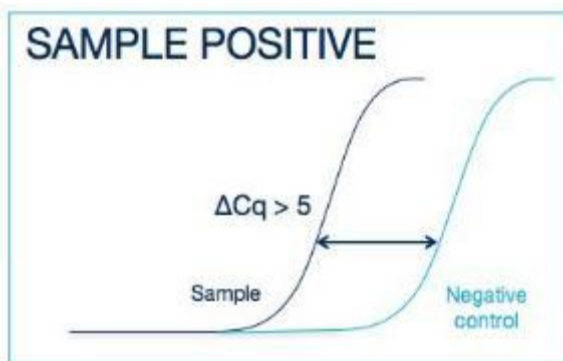 SAMPLE POSITIVE
ΔCq > 5
Sample
Negative
control